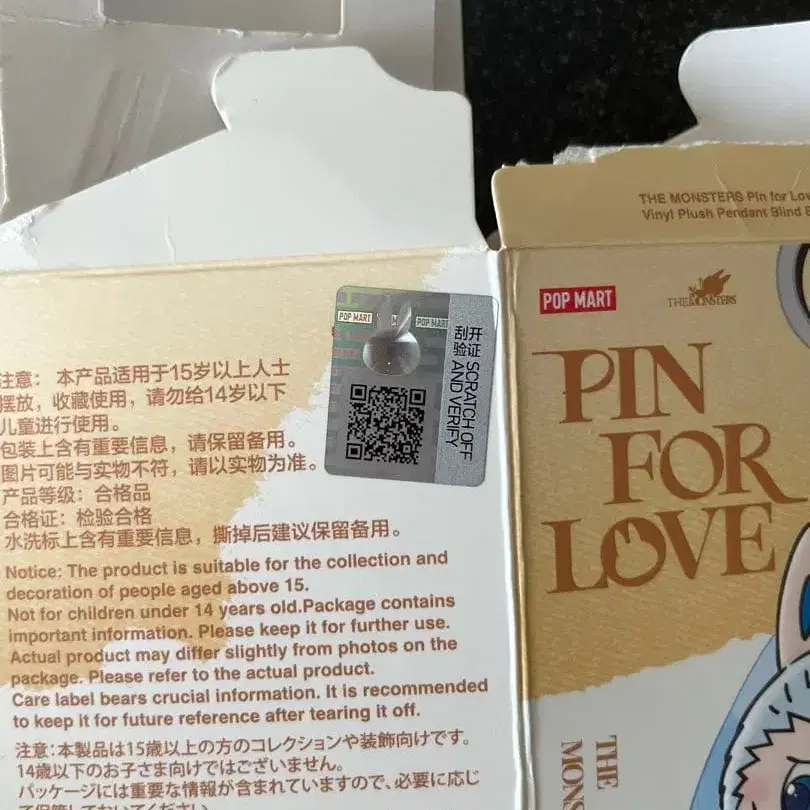 THE MONSTERS Pin for Lov
Vinyl Plush Pendant Blind B
POP MART
POP MART
POP MART
开证 SCRATCH OFF
刮验 AND VERIFY
THE MONSTERS
PIN
FOR
LOVE
THE
MONS
注意： 本产品适用于15岁以上人士
摆放，收藏使用，请勿给14岁以下
儿童进行使用。
包装上含有重要信息，请保留备用。
图片可能与实物不符，请以实物为准。
产品等级：合格品
合格证：检验合格
水洗标上含有重要信息，撕掉后建议保留备用。
Notice: The product is suitable for the collection and
decoration of people aged above 15.
Not for children under 14 years old.Package contains
important information. Please keep it for further use.
Actual product may differ slightly from photos on the
package. Please refer to the actual product.
Care label bears crucial information. It is recommended
to keep it for future reference after tearing it off.
注意：本製品は15歳以上の方のコレクションや装飾向けです。
14歳以下のお子さま向けではございません。
パッケージには重要な情報が含まれていますので、必要に応じ
て保管しておいてください